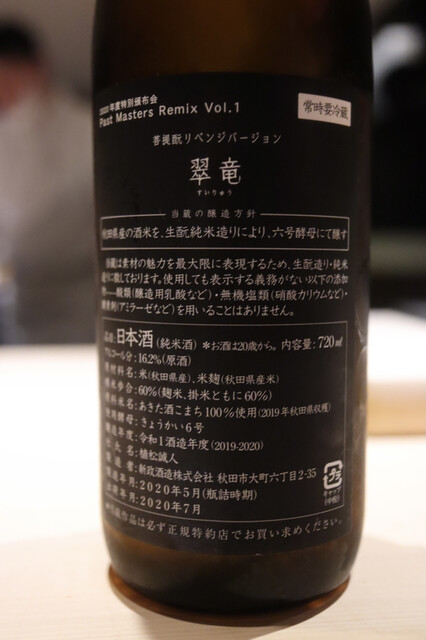 2020年度特別頒布会
Past Masters Remix Vol.1
常時要冷蔵
菩提酛リベンジバージョン
翠竜
すいりゅう
当蔵の醸造方針
秋田県産の酒米を、生酛純米造りにより、六号酵母にて醸す
当蔵は素材の魅力を最大限に表現するため、生酛造り・純米
造りに徹しております。使用しても表示する義務がない以下の添加
酸類(醸造用乳酸など)・無機塩類(硝酸カリウムなど)・
酵素剤(アミラーゼなど)を用いることはありません。
品目:日本酒(純米酒) *お酒は20歳から。内容量:720ml
アルコール分:16.2%(原酒)
原材料名:米(秋田県産)、米麹(秋田県産米)
精米歩合:60%(麹米、掛米ともに60%)
原料米名:あきた酒こまち100%使用(2019年秋田県収穫)
使用酵母:きょうかい6号
醸造年度:令和1酒造年度(2019-2020)
氏名:植松誠人
製造者:新政酒造株式会社 秋田市大町六丁目2-35
製造年月:2020年5月(瓶詰時期)
出荷年月:2020年7月
作品は必ず正規特約店でお買い求めください。
プラ
キャップ
(中栓)